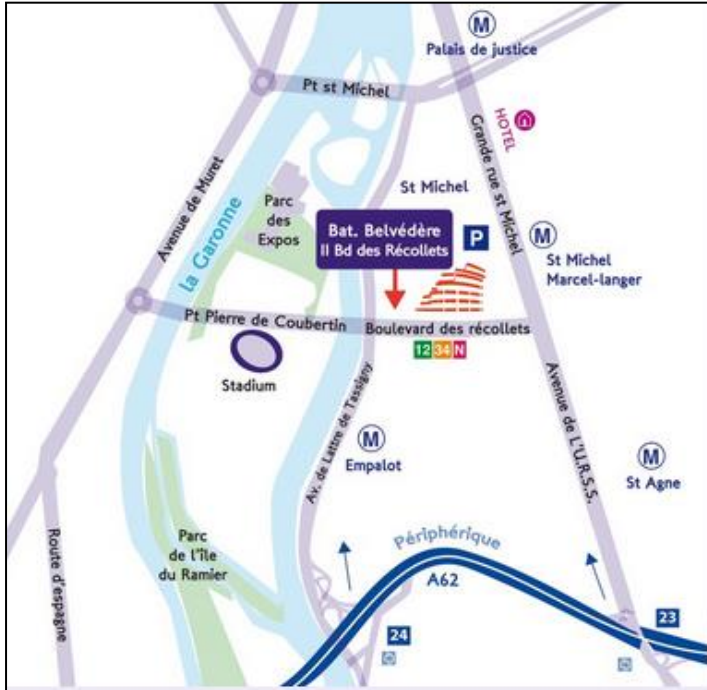 M
Palais de justice
Pt st Michel
HOTEL
Grande rue st Michel
Avenue de Muret
la Garonne
Parc
des
Expos
St Michel
Bat. Belvédère
II Bd des Récollets
P
M
St Michel
Marcel-langer
Pt Pierre de Coubertin
Boulevard des récollets
12 34 N
Stadium
Av. de Lattre de Tassigny
M
Empalot
Avenue de L'U.R.S.S.
M
St Agne
Route d'espagne
Parc
de l'île
du Ramier
Périphérique
A62
24
23